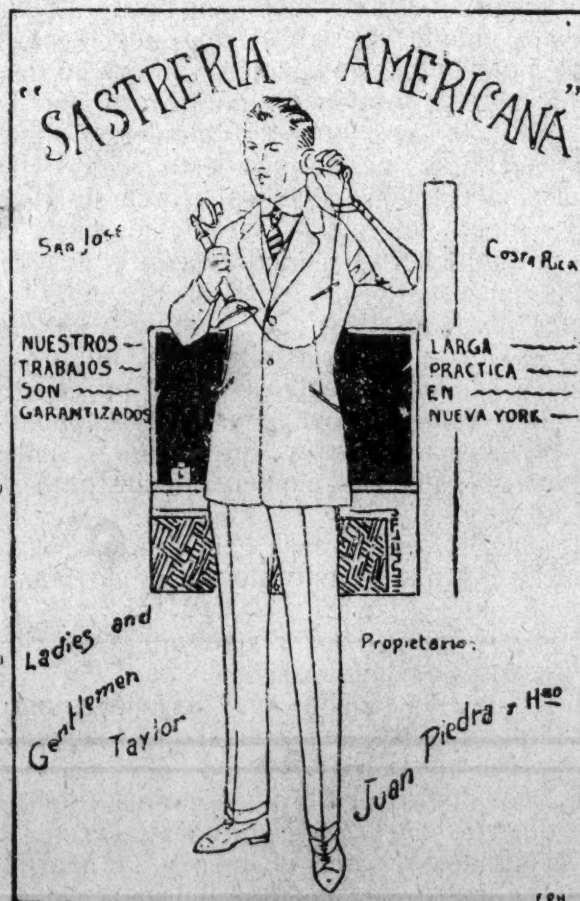 "SASTRERIA AMERICANA"
San José
Costa Rica
NUESTROS
TRABAJOS
SON
GARANTIZADOS
LARGA
PRACTICA
EN
NUEVA YORK
Ladies and
Gentlemen
Taylor
Propietario:
Juan Piedra y Hno